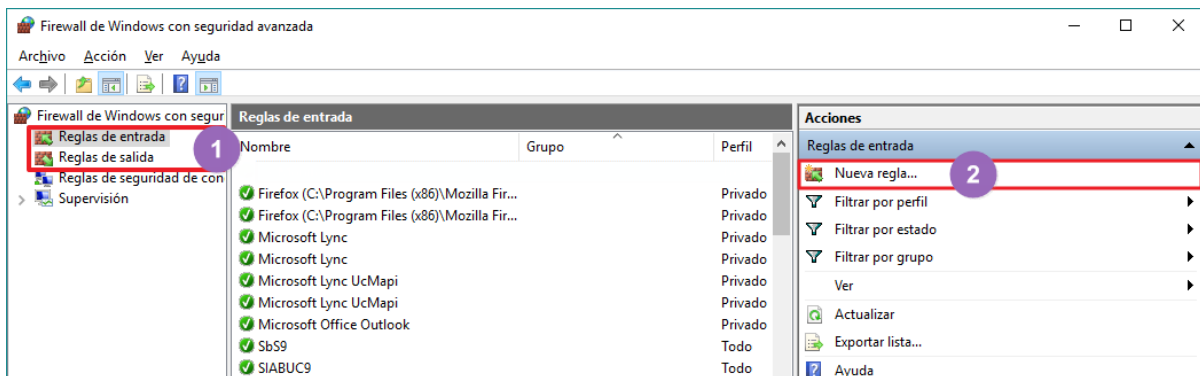 Firewall de Windows con seguridad avanzada
Archivo Acción Ver Ayuda
Firewall de Windows con segur
Reglas de entrada
Reglas de salida
Reglas de seguridad de con
Supervisión
1
Reglas de entrada
Nombre Grupo Perfil
Firefox (C:\Program Files (x86)\Mozilla Fir... Privado
Firefox (C:\Program Files (x86)\Mozilla Fir... Privado
Microsoft Lync Privado
Microsoft Lync Privado
Microsoft Lync UcMapi Privado
Microsoft Lync UcMapi Privado
Microsoft Office Outlook Privado
SbS9 Todo
SIABUC9 Todo
Acciones
Reglas de entrada
Nueva regla... 2
Filtrar por perfil
Filtrar por estado
Filtrar por grupo
Ver
Actualizar
Exportar lista...
Ayuda